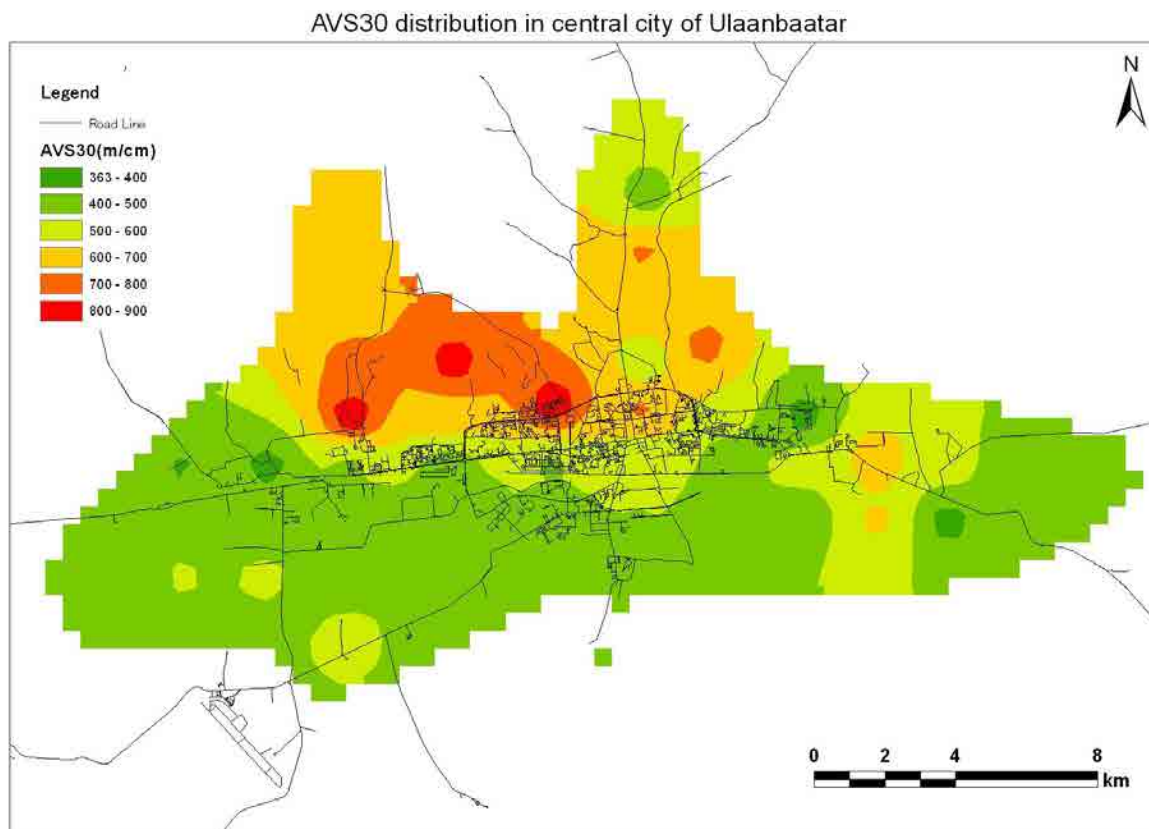 AVS30 distribution in central city of Ulaanbaatar
N
Legend
Road Line
AVS30(m/cm)
363 - 400
400 - 500
500 - 600
600 - 700
700 - 800
800 - 900
0 2 4 8
km